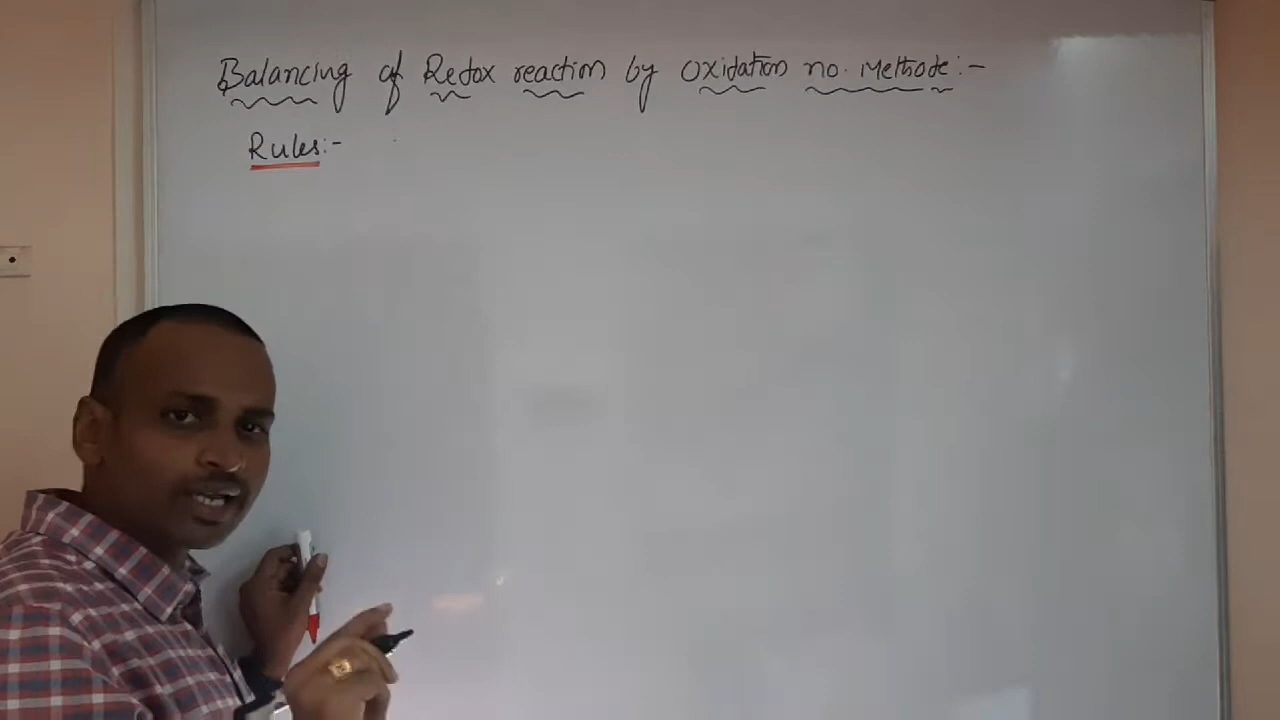 Balancing of Redox reaction by Oxidation no. Methode:-
Rules:-